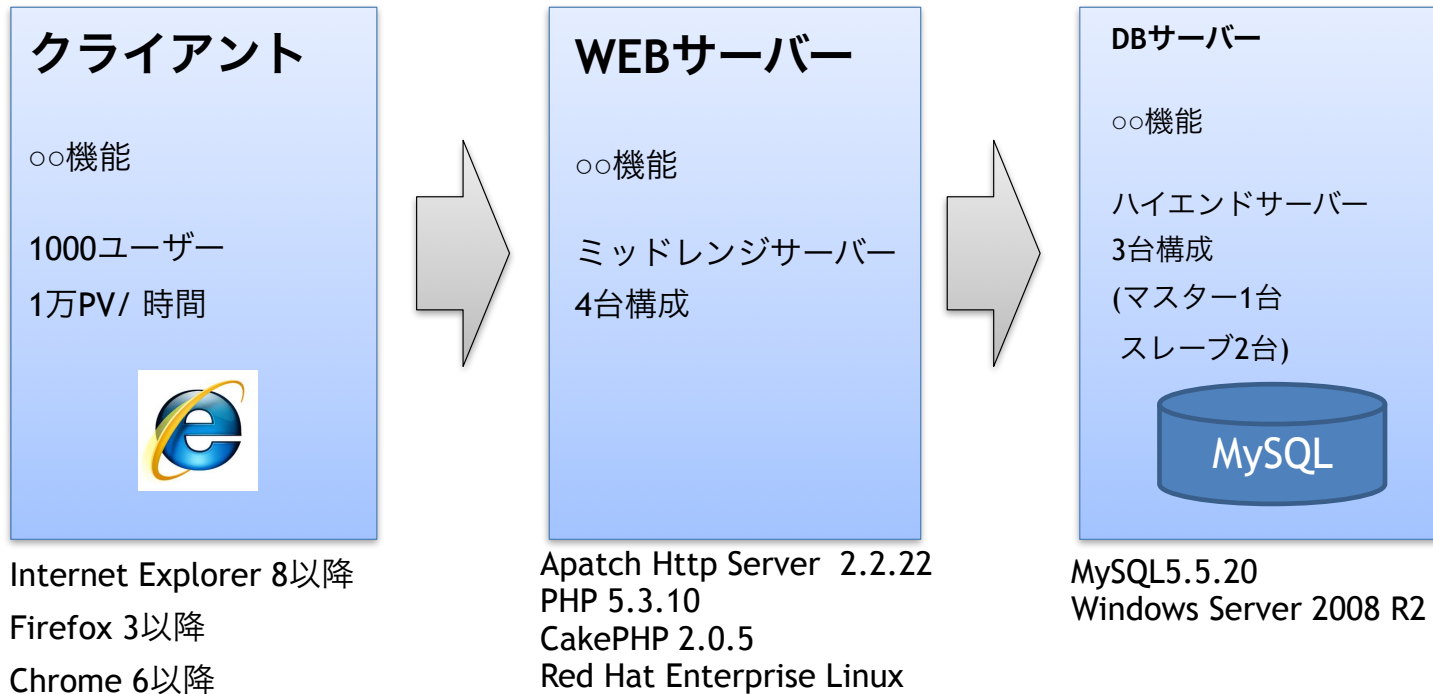 クライアント
○○機能
1000ユーザー
1万PV/ 時間
Internet Explorer 8以降
Firefox 3以降
Chrome 6以降
WEBサーバー
○○機能
ミッドレンジサーバー
4台構成
Apatch Http Server 2.2.22
PHP 5.3.10
CakePHP 2.0.5
Red Hat Enterprise Linux
DBサーバー
○○機能
ハイエンドサーバー
3台構成
(マスター1台
スレーブ2台)
MySQL
MySQL5.5.20
Windows Server 2008 R2